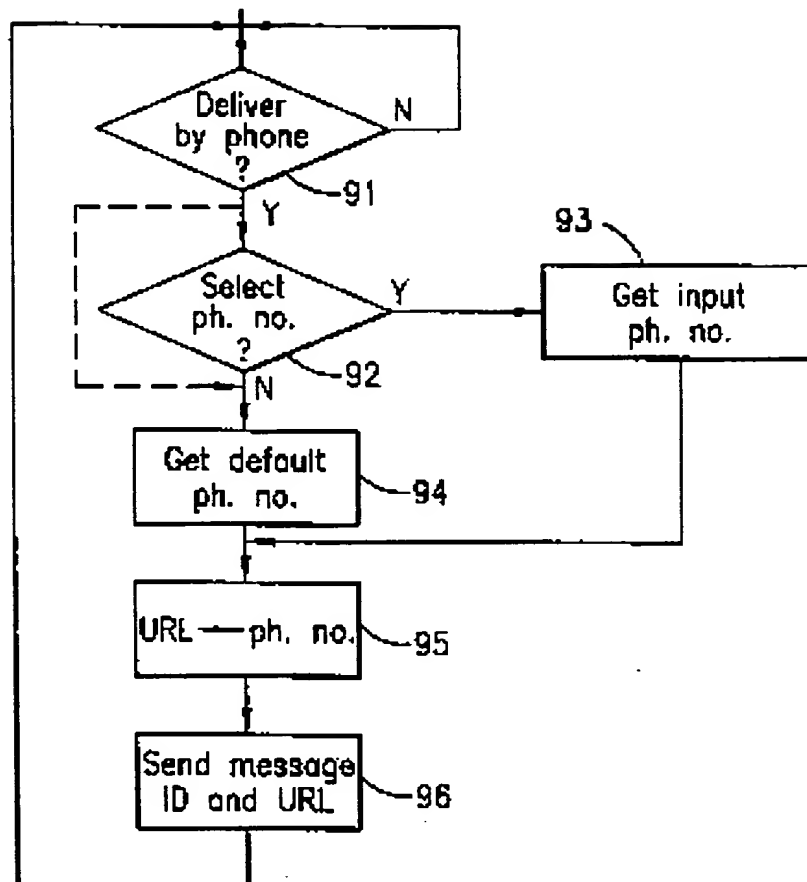 Deliver
by phone
?
N
91
Y
93
Select
ph. no.
?
Y
Get input
ph. no.
92
N
Get default
ph. no.
94
URL — ph. no.
95
Send message
ID and URL
96